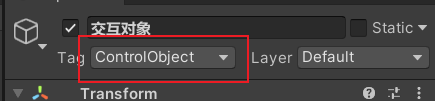 交互对象 Static
Tag ControlObject Layer Default
Transform